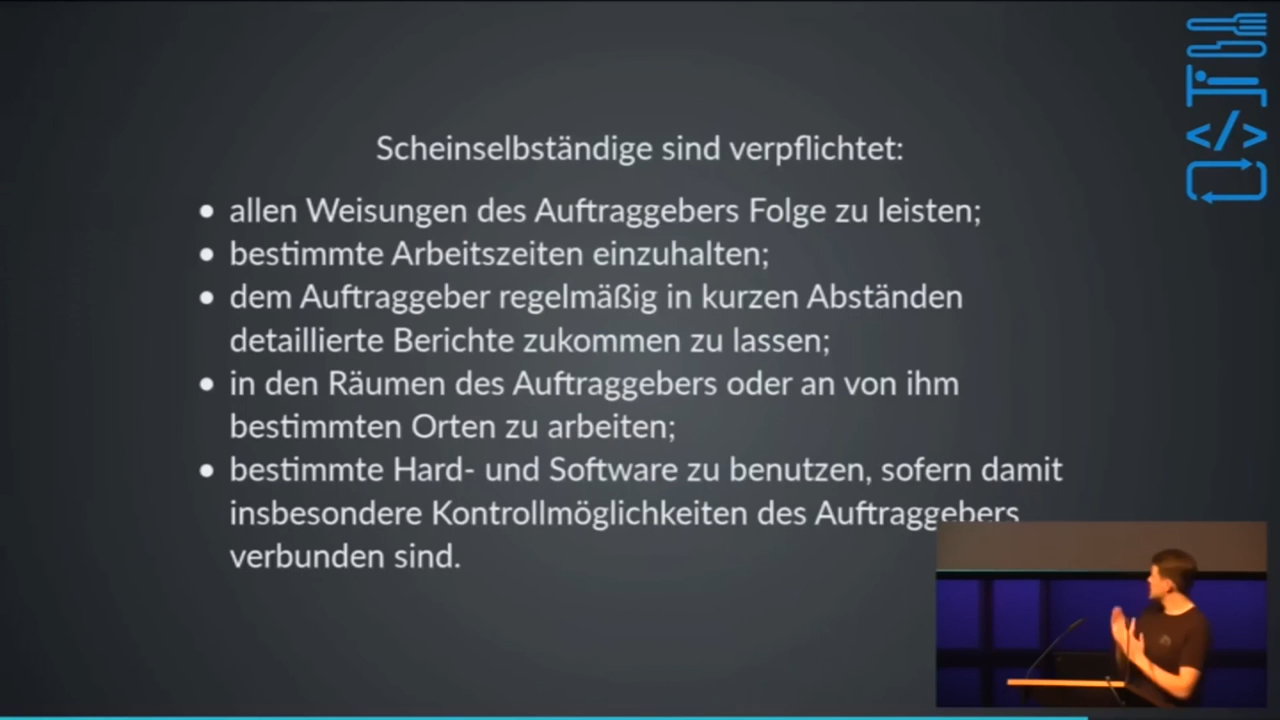 Scheinselbständige sind verpflichtet:
• allen Weisungen des Auftraggebers Folge zu leisten;
• bestimmte Arbeitszeiten einzuhalten;
• dem Auftraggeber regelmäßig in kurzen Abständen
detaillierte Berichte zukommen zu lassen;
• in den Räumen des Auftraggebers oder an von ihm
bestimmten Orten zu arbeiten;
• bestimmte Hard- und Software zu benutzen, sofern damit
insbesondere Kontrollmöglichkeiten des Auftraggebers
verbunden sind.